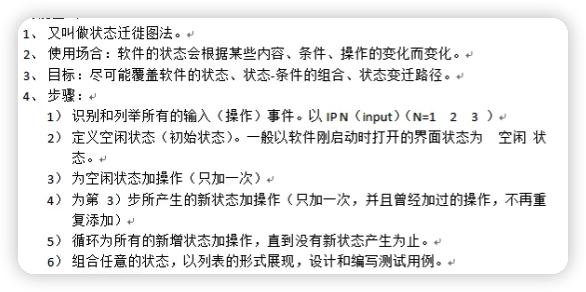 1、 又叫做状态迁徙图法。
2、 使用场合：软件的状态会根据某些内容、条件、操作的变化而变化。
3、 目标：尽可能覆盖软件的状态、状态-条件的组合、状态变迁路径。
4、 步骤：
1） 识别和列举所有的输入（操作）事件。以 IP N（input）（N=1 2 3 ）
2） 定义空闲状态（初始状态）。一般以软件刚启动时打开的界面状态为 空闲 状
态。
3） 为空闲状态加操作（只加一次）
4） 为第 3）步所产生的新状态加操作（只加一次，并且曾经加过的操作，不再重
复添加）
5） 循环为所有的新增状态加操作，直到没有新状态产生为止。
6） 组合任意的状态，以列表的形式展现，设计和编写测试用例。